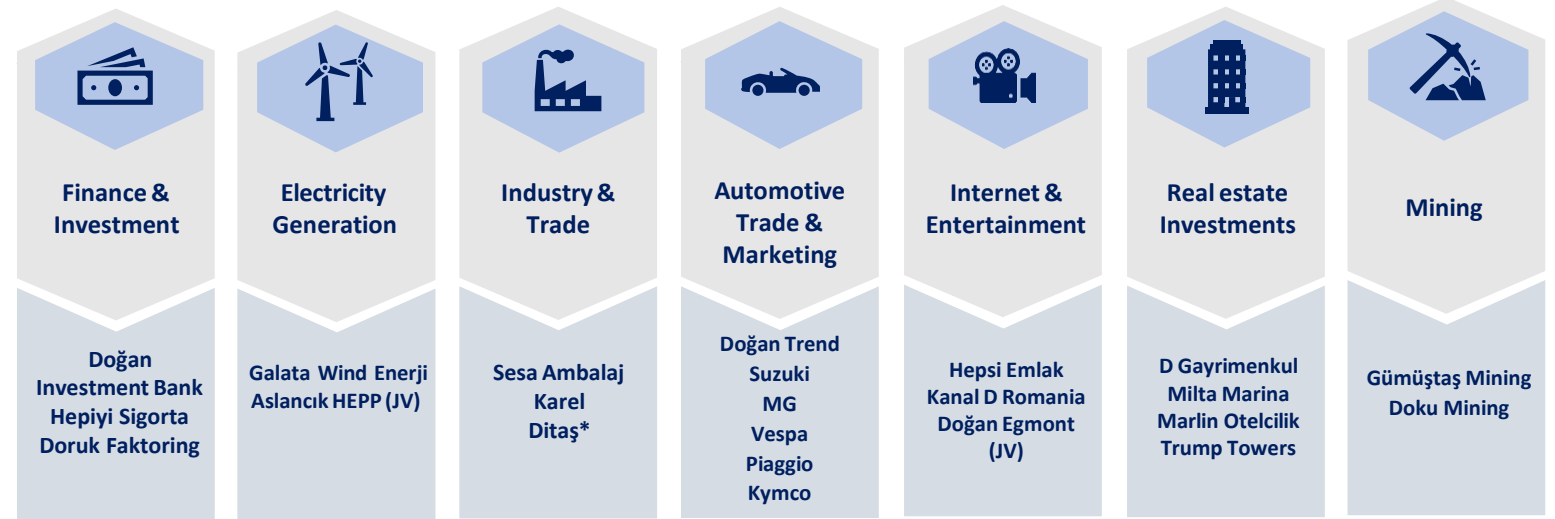 Finance &
Investment
Doğan
Investment Bank
Hepiyi Sigorta
Doruk Faktoring
Electricity
Generation
Galata Wind Enerji
Aslancık HEPP (JV)
Industry &
Trade
Sesa Ambalaj
Karel
Ditaş*
Automotive
Trade &
Marketing
Doğan Trend
Suzuki
MG
Vespa
Piaggio
Kymco
Internet &
Entertainment
Hepsi Emlak
Kanal D Romania
Doğan Egmont
(JV)
Real estate
Investments
D Gayrimenkul
Milta Marina
Marlin Otelcilik
Trump Towers
Mining
Gümüştaş Mining
Doku Mining